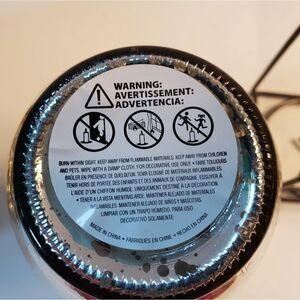 WARNING:
AVERTISSEMENT:
ADVERTENCIA:
BURN WITHIN SIGHT. KEEP AWAY FROM FLAMMABLE MATERIALS. KEEP AWAY FROM CHILDREN
AND PETS. WIPE WITH A DAMP CLOTH. FOR DECORATIVE USE ONLY. • FAIRE TOUJOURS
BRÛLER EN PRESENCE DE QUELQU'UN. TENIR ÉLOIGNÉ DE MATÉRIAUX INFLAMMABLES.
TENIR HORS DE PORTÉE DES ENFANTS ET DES ANIMAUX DE COMPAGNIE. ESSUYER À
L'AIDE D'UN CHIFFON HUMIDE. UNIQUEMENT DESTINÉ À LA DÉCORATION.
• TENER A LA VISTA MIENTRAS ARDE. MANTENER ALEJADO DE MATERIALES
INFLAMABLES. MANTENER ALEJADO DE NIÑOS Y MASCOTAS
LIMPIAR CON UN TRAPO HUMEDO. PARA USO
DECORATIVO SOLAMENTE.
MADE IN CHINA • FABRIQUÉS EN CHINE • HECHO EN CHINA